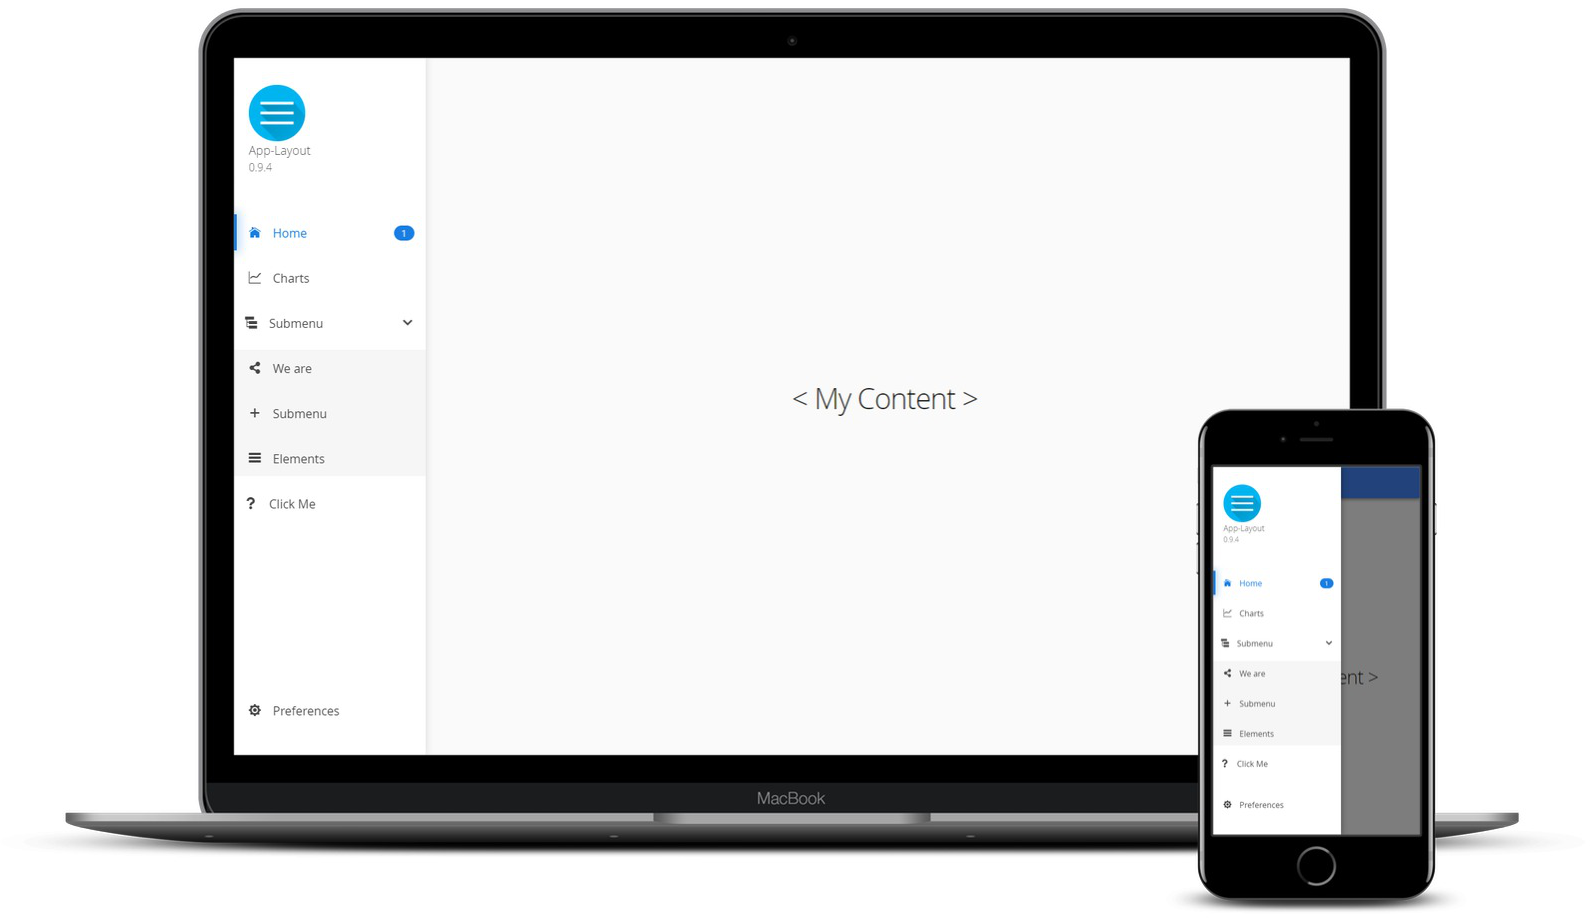 App-Layout
0.9.4
Home 1
Charts
Submenu
We are
Submenu
Elements
Click Me
Preferences
< My Content >
MacBook
App-Layout
0.9.4
Home 1
Charts
Submenu
We are
Submenu
Elements
Click Me
Preferences
ent >